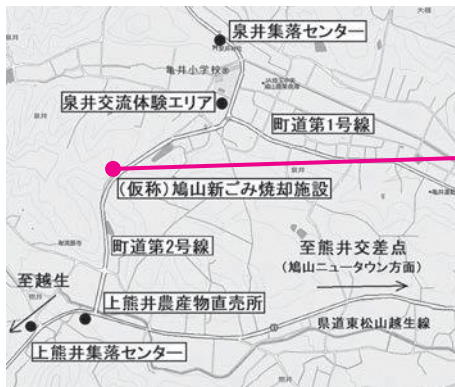 大橋
泉井集落センター
亀井小学校
泉井交流体験エリア
町道第1号線
泉井
(仮称)鳩山新ごみ焼却施設
町道第2号線
至熊井交差点
(鳩山ニュータウン方面)
至越生
上熊井農産物直売所
県道東松山越生線
上熊井集落センター